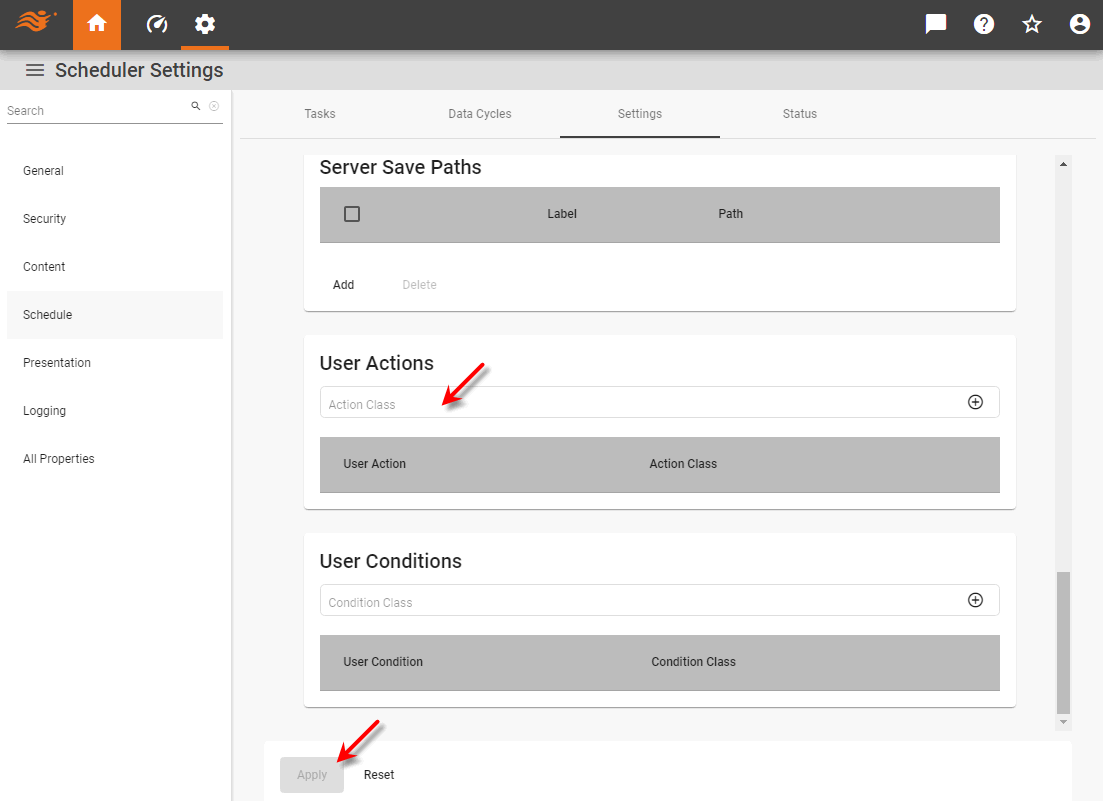 Scheduler Settings
Search
General
Security
Content
Schedule
Presentation
Logging
All Properties
Tasks Data Cycles Settings Status
Server Save Paths
Label Path
Add Delete
User Actions
Action Class
User Action Action Class
User Conditions
Condition Class
User Condition Condition Class
Apply Reset